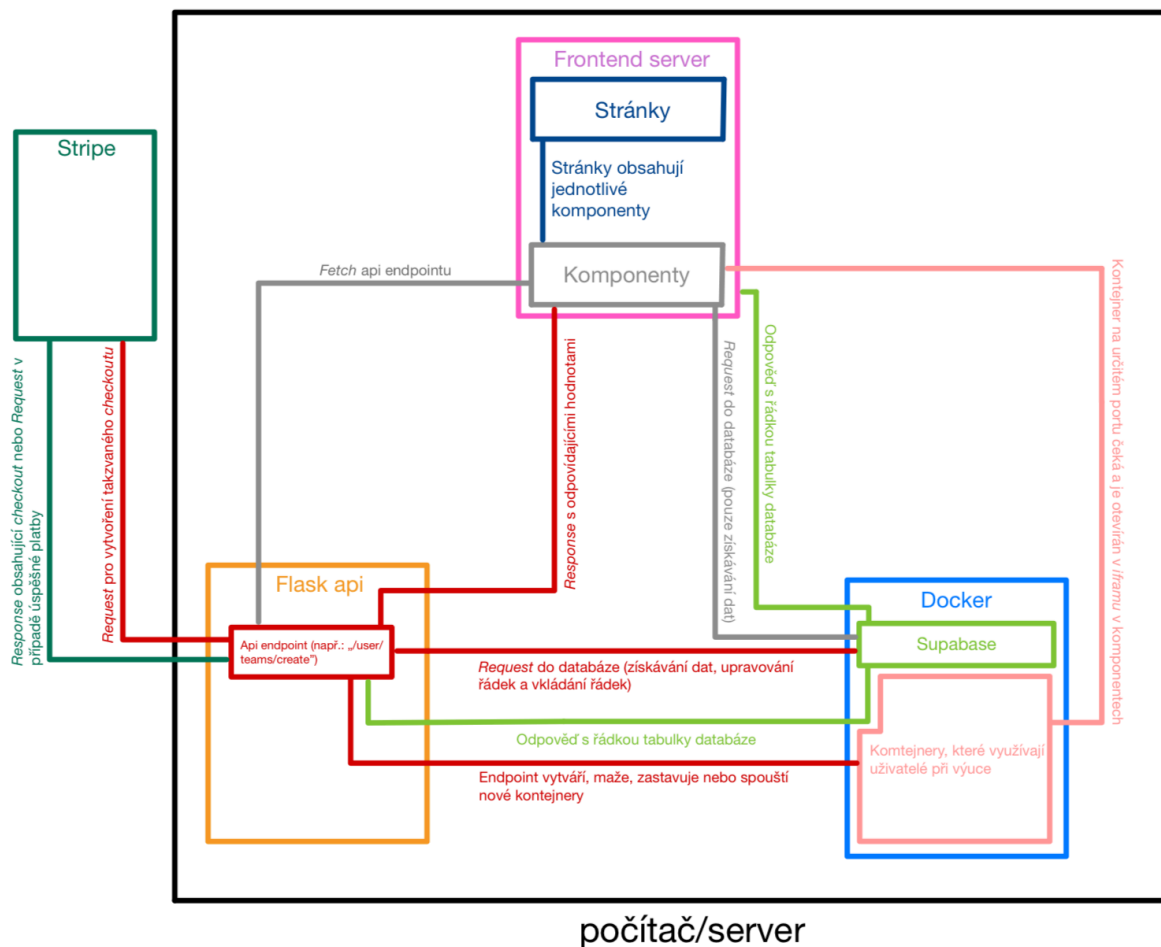 Frontend server
Stránky
Stripe
Stránky obsahují
jednotlivé
komponenty
Fetch api endpointu
Komponenty
Response obsahující checkout nebo Request v
případě úspěšné platby
Request pro vytvoření takzvaného checkoutu
Response s odpovídajícími hodnotami
Request do databáze (pouze získávání dat)
Odpověď s řádkou tabulky databáze
Kontejner na určitém portu čeká a je otevírán v iframu v komponentech
Flask api
Docker
Api endpoint (např.: „/user/
teams/create”)
Supabase
Request do databáze (získávání dat, upravování
řádek a vkládání řádek)
Odpověď s řádkou tabulky databáze
Komtejnery, které využívají
uživatelé při výuce
Endpoint vytváří, maže, zastavuje nebo spouští
nové kontejnery
počítač/server